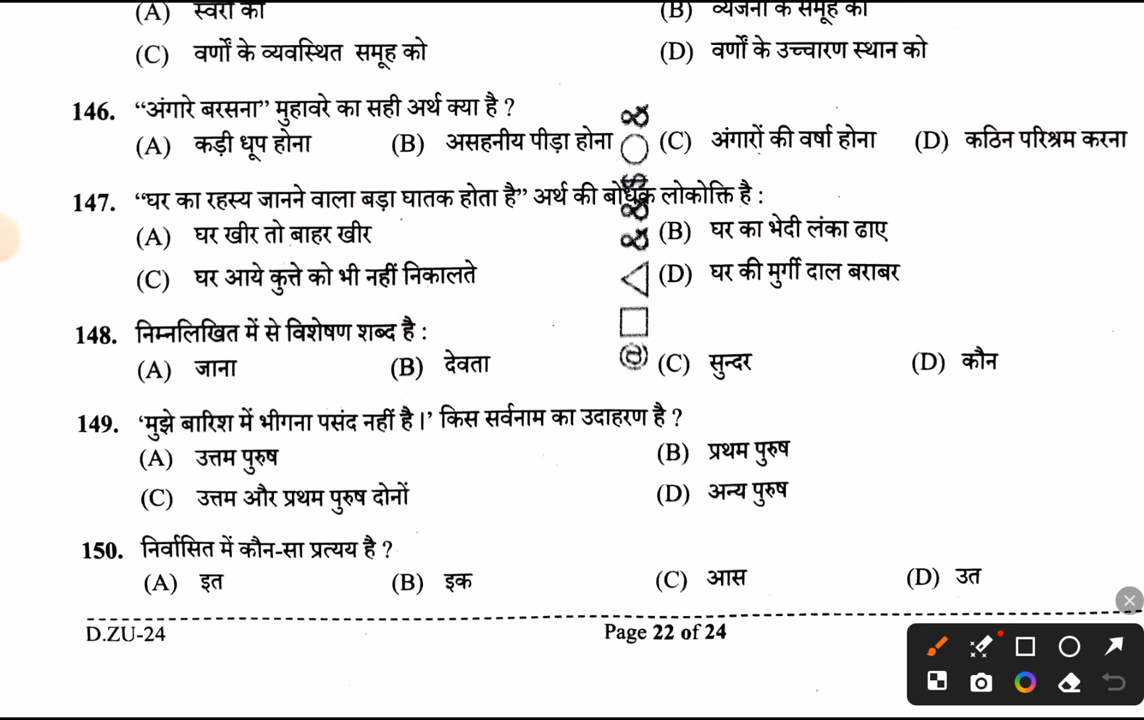 (A) स्वरों को (B) व्यंजनों के समूह को
(C) वर्णों के व्यवस्थित समूह को (D) वर्णों के उच्चारण स्थान को
146. “अंगारे बरसना” मुहावरे का सही अर्थ क्या है ?
(A) कड़ी धूप होना (B) असहनीय पीड़ा होना (C) अंगारों की वर्षा होना (D) कठिन परिश्रम करना
147. “घर का रहस्य जानने वाला बड़ा घातक होता है” अर्थ की बोधक लोकोक्ति है :
(A) घर खीर तो बाहर खीर (B) घर का भेदी लंका ढाए
(C) घर आये कुत्ते को भी नहीं निकालते (D) घर की मुर्गी दाल बराबर
148. निम्नलिखित में से विशेषण शब्द है :
(A) जाना (B) देवता (C) सुन्दर (D) कौन
149. ‘मुझे बारिश में भीगना पसंद नहीं है।’ किस सर्वनाम का उदाहरण है ?
(A) उत्तम पुरुष (B) प्रथम पुरुष
(C) उत्तम और प्रथम पुरुष दोनों (D) अन्य पुरुष
150. निर्वासित में कौन-सा प्रत्यय है ?
(A) इत (B) इक (C) आस (D) उत
D.ZU-24 Page 22 of 24
@□△&&$○&